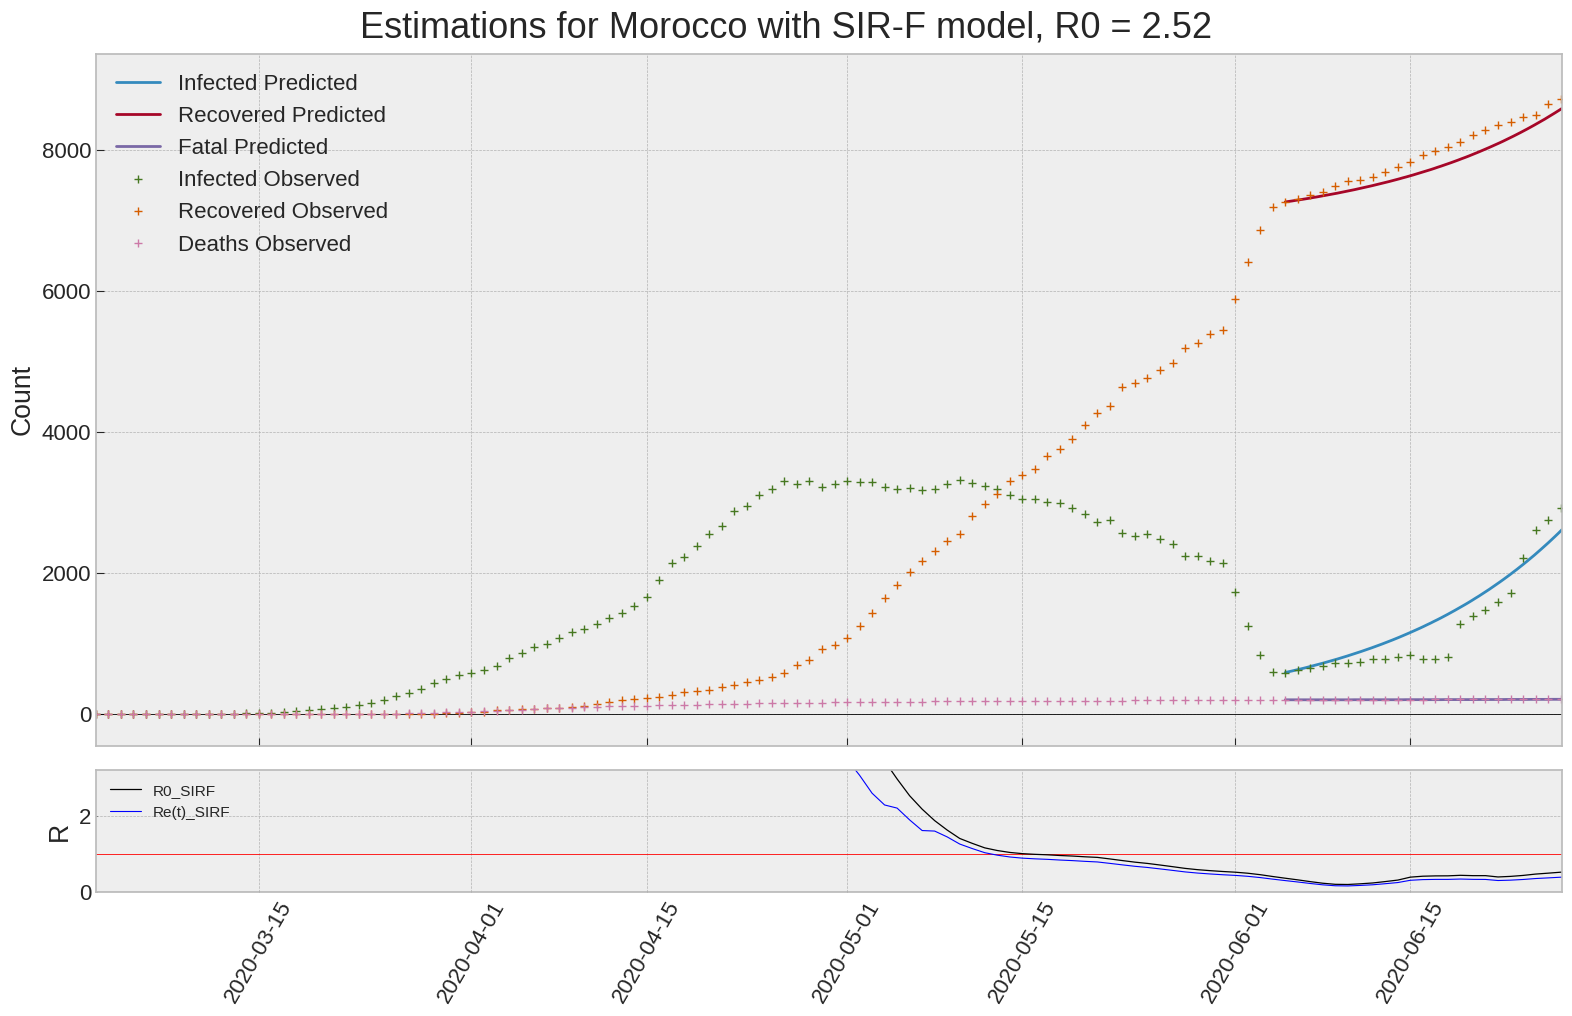 Estimations for Morocco with SIR-F model, R0 = 2.52
Infected Predicted
Recovered Predicted
Fatal Predicted
Infected Observed
Recovered Observed
Deaths Observed
8000
6000
4000
2000
0
Count
R0_SIRF
Re(t)_SIRF
2
0
R
2020-03-15
2020-04-01
2020-04-15
2020-05-01
2020-05-15
2020-06-01
2020-06-15